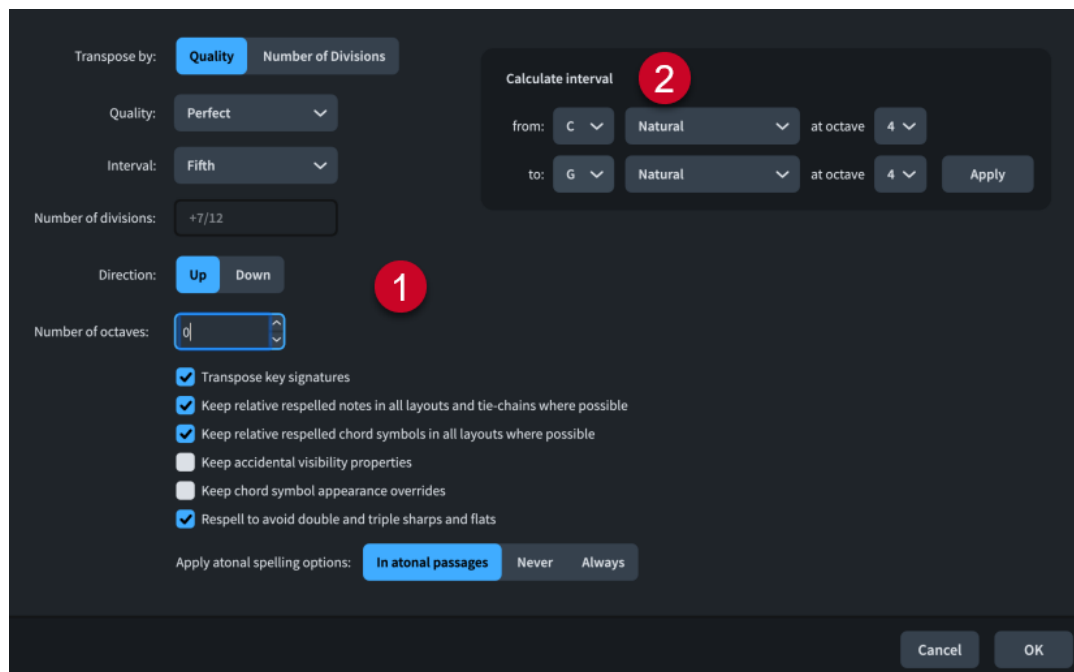 Transpose by: Quality Number of Divisions
Quality: Perfect
Interval: Fifth
Number of divisions: +7/12
Direction: Up Down
1
Number of octaves: 0
Transpose key signatures
Keep relative respelled notes in all layouts and tie-chains where possible
Keep relative respelled chord symbols in all layouts where possible
Keep accidental visibility properties
Keep chord symbol appearance overrides
Respell to avoid double and triple sharps and flats
Apply atonal spelling options: In atonal passages Never Always
Calculate interval 2
from: C Natural at octave 4
to: G Natural at octave 4 Apply
Cancel OK